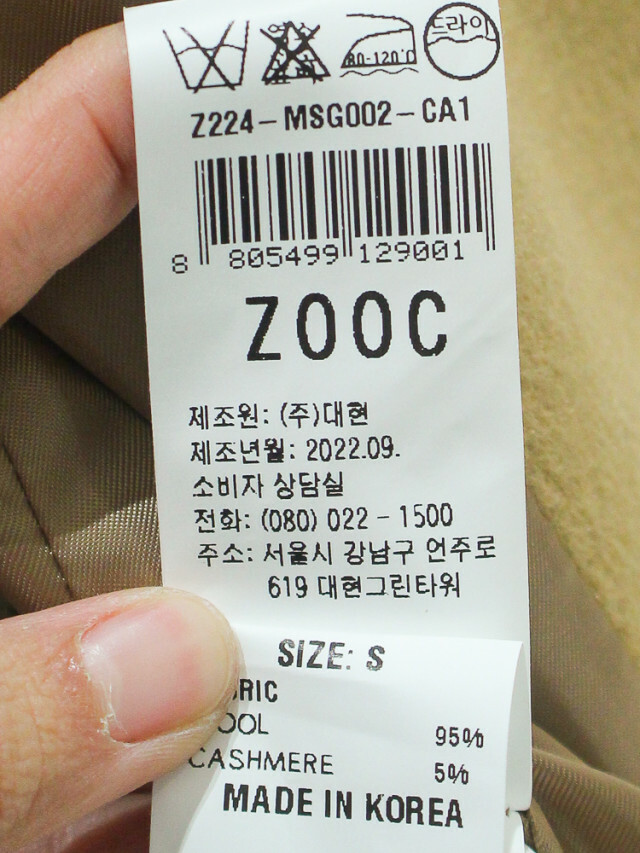 드라이
80-120°C
Z224-MSG002-CA1
8 805499 129001
ZOOC
제조원: (주)대현
제조년월: 2022.09.
소비자 상담실
전화: (080) 022 - 1500
주소: 서울시 강남구 언주로
619 대현그린타워
SIZE: S
95%
CASHMERE 5%
MADE IN KOREA